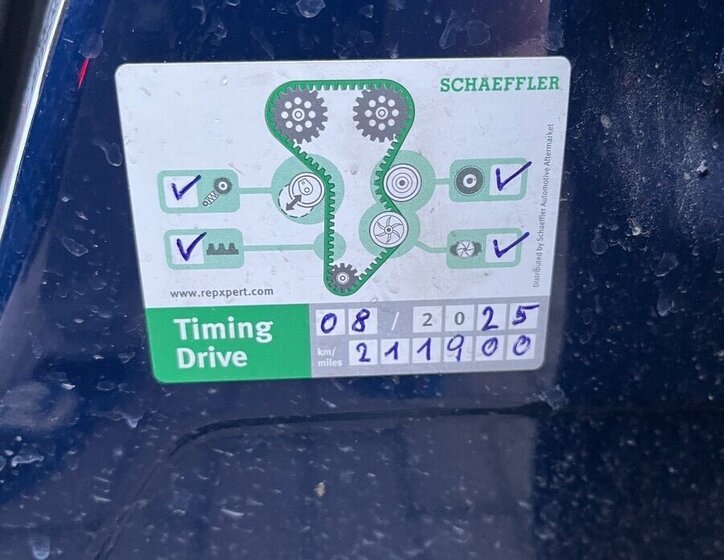 SCHAEFFLER
Distributed by Schaeffler Automotive Aftermarket
www.repxpert.com
Timing
Drive
08 / 2025
km/
miles
211900